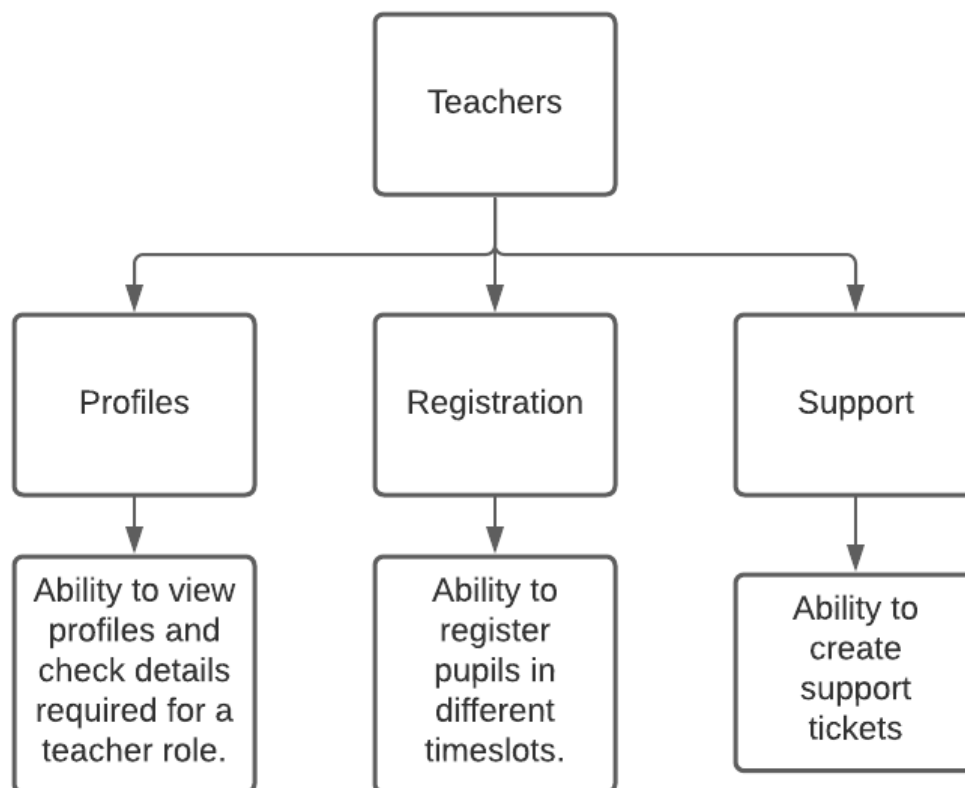 Teachers
Profiles
Registration
Support
Ability to view
profiles and
check details
required for a
teacher role.
Ability to
register
pupils in
different
timeslots.
Ability to
create
support
tickets